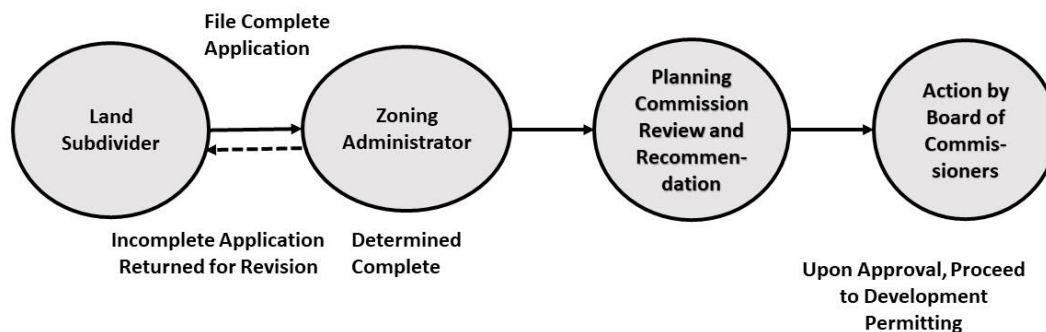 File Complete
Application
Land
Subdivider
Zoning
Administrator
Planning
Commission
Review and
Recommen-
dation
Action by
Board of
Commis-
sioners
Incomplete Application
Returned for Revision
Determined
Complete
Upon Approval, Proceed
to Development
Permitting